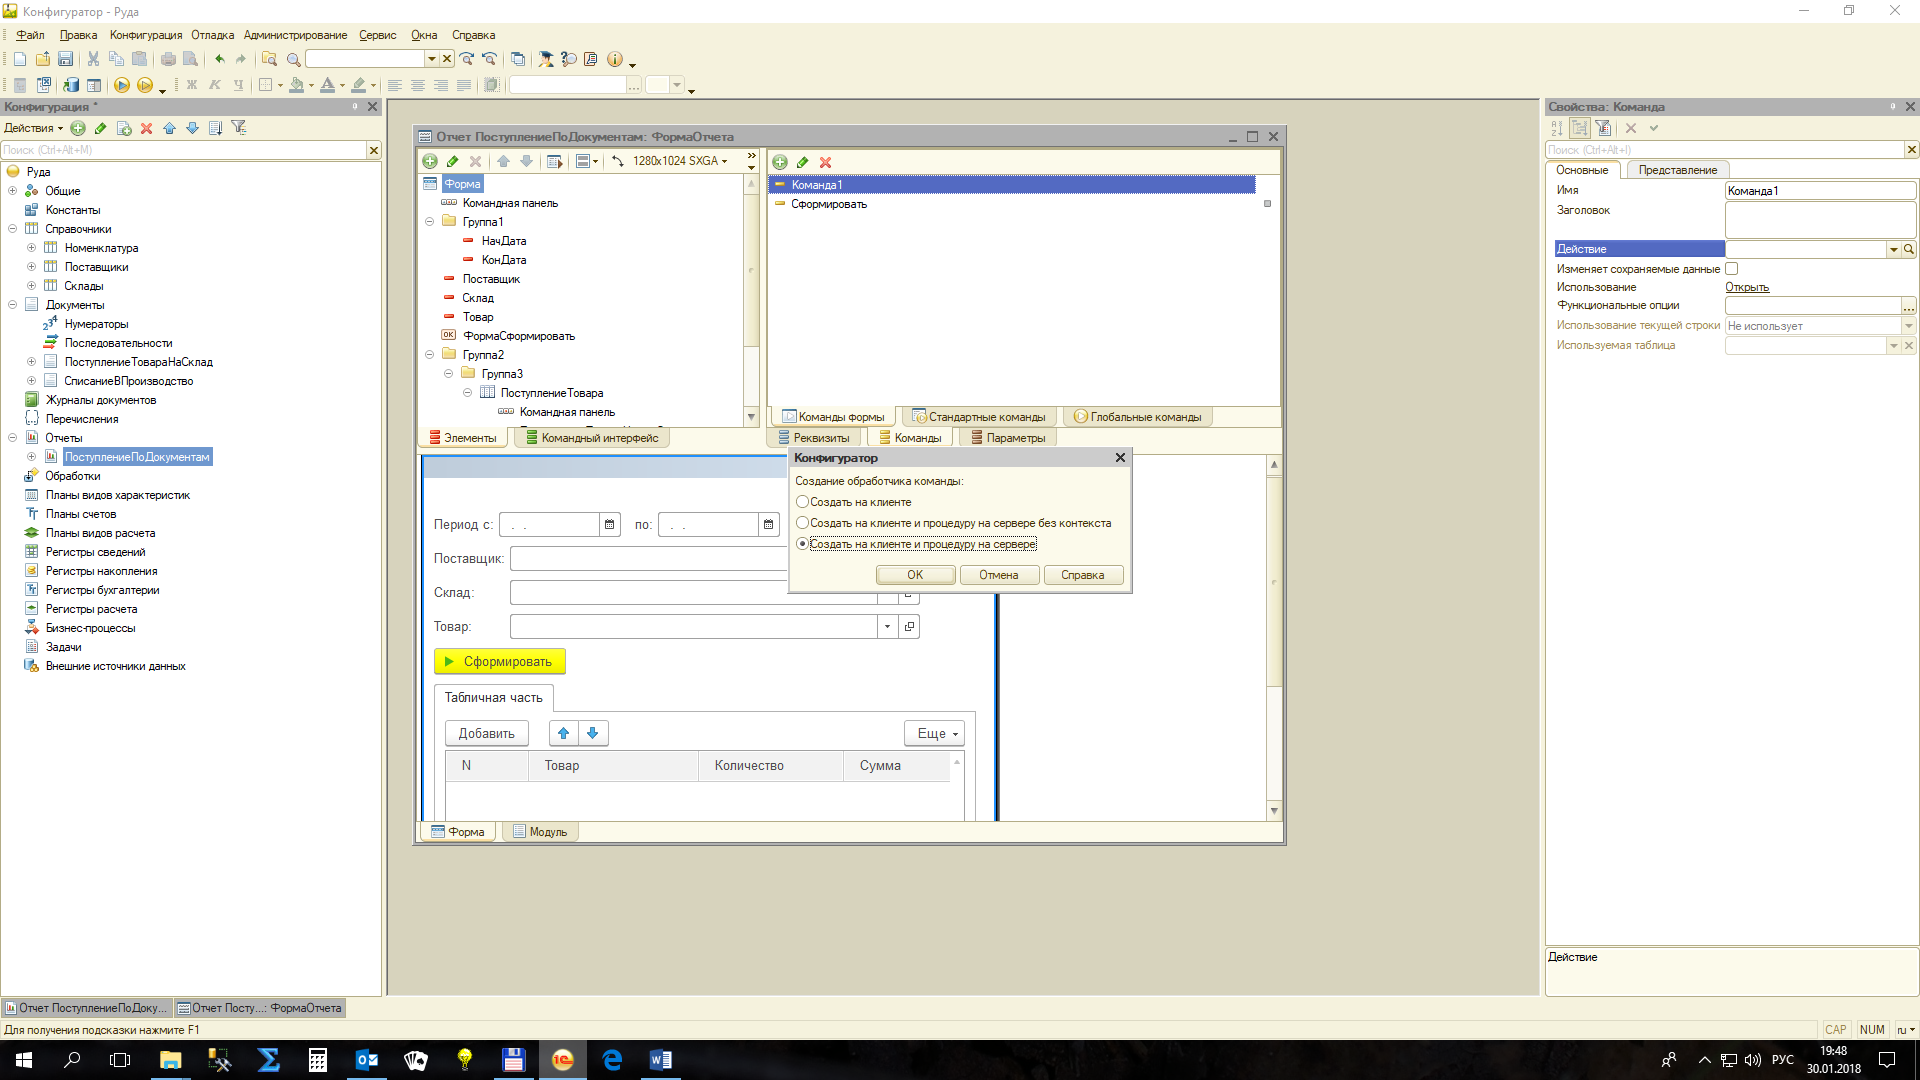 Конфигуратор - Руда
Файл Правка Конфигурация Отладка Администрирование Сервис Окна Справка
Ж К Ч
Конфигурация *
Действия
Поиск (Ctrl+Alt+M)
Руда
Общие
Константы
Справочники
Номенклатура
Поставщики
Склады
Документы
Нумераторы
Последовательности
ПоступлениеТовараНаСклад
СписаниеВПроизводство
Журналы документов
Перечисления
Отчеты
ПоступлениеПоДокументам
Обработки
Планы видов характеристик
Планы счетов
Планы видов расчета
Регистры сведений
Регистры накопления
Регистры бухгалтерии
Регистры расчета
Бизнес-процессы
Задачи
Внешние источники данных
Отчет ПоступлениеПоДокументам: ФормаОтчета
1280x1024 SXGA
Форма
Командная панель
Группа1
НачДата
КонДата
Поставщик
Склад
Товар
OK ФормаСформировать
Группа2
Группа3
ПоступлениеТовара
Командная панель
Элементы Командный интерфейс
Команда1
Сформировать
Команды формы Стандартные команды Глобальные команды
Реквизиты Команды Параметры
Конфигуратор
Создание обработчика команды:
Создать на клиенте
Создать на клиенте и процедуру на сервере без контекста
Создать на клиенте и процедуру на сервере
OK Отмена Справка
Период с: . . по: . .
Поставщик:
Склад:
Товар:
Сформировать
Табличная часть
Добавить Еще
N Товар Количество Сумма
Форма Модуль
Свойства: Команда
Поиск (Ctrl+Alt+I)
Основные Представление
Имя Команда1
Заголовок
Действие
Изменяет сохраняемые данные
Использование Открыть
Функциональные опции ...
Использование текущей строки Не использует
Используемая таблица
Действие
Отчет ПоступлениеПоДоку... Отчет Посту...: ФормаОтчета
Для получения подсказки нажмите F1
CAP NUM ru
РУС
19:48
30.01.2018